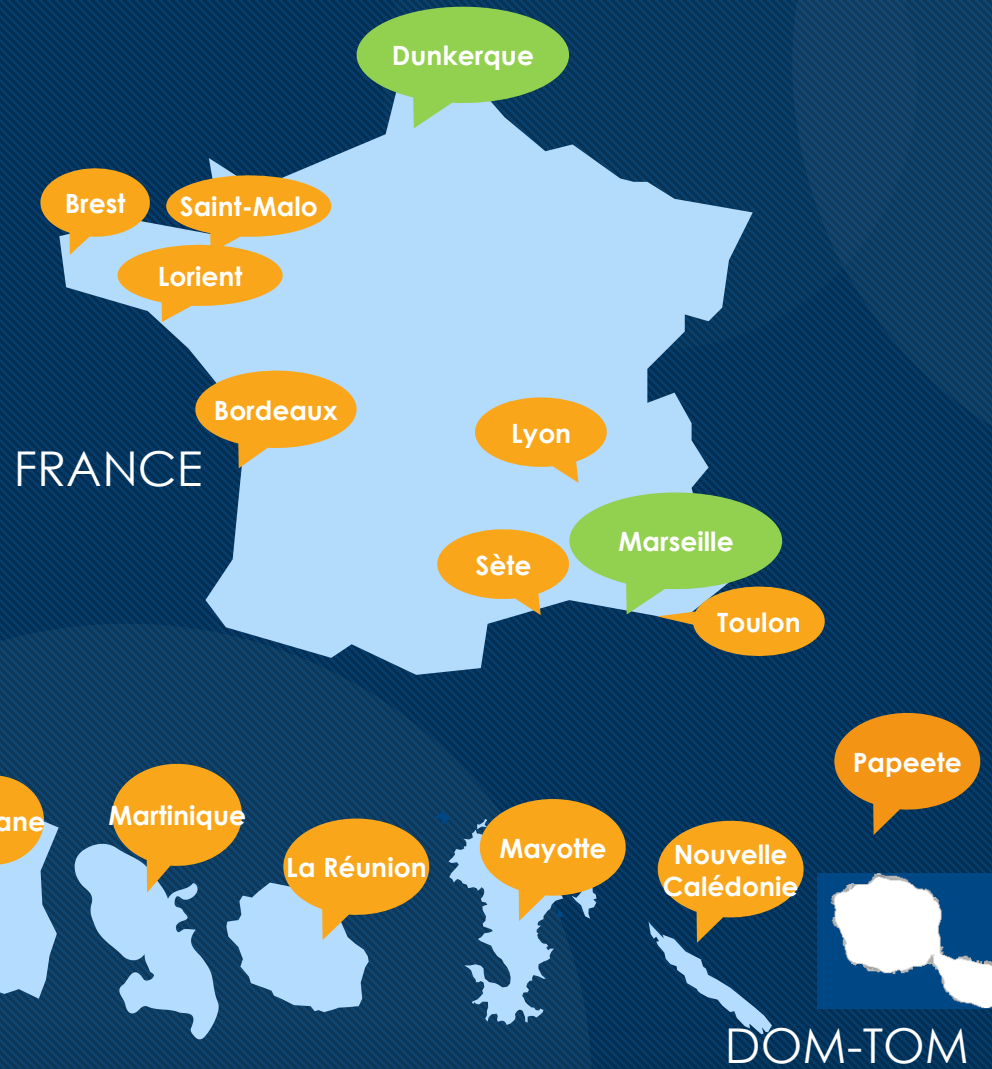 Dunkerque
Brest
Saint-Malo
Lorient
Bordeaux
Lyon
FRANCE
Marseille
Sète
Toulon
Papeete
ane
Martinique
La Réunion
Mayotte
Nouvelle
Calédonie
DOM-TOM